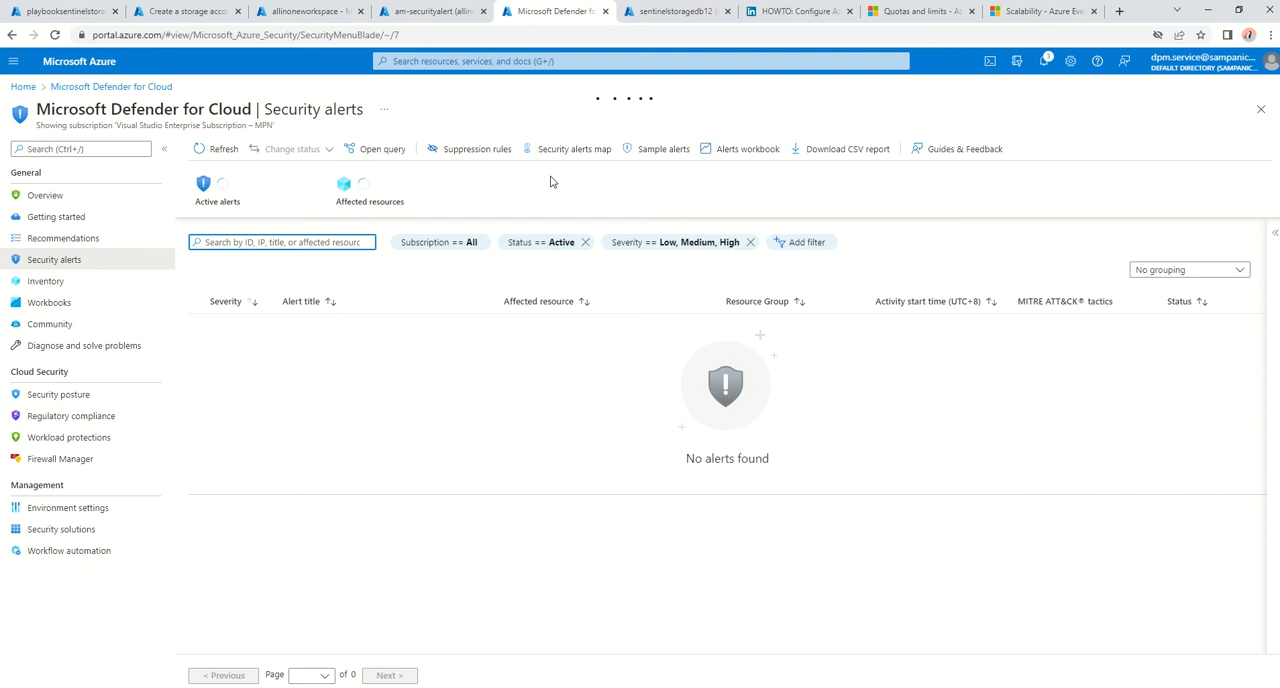 playbooksentinelstora
Create a storage accou
allinoneworkspace - M
am-securityalert (allin
Microsoft Defender fo
sentinelstoragedb12 (
HOWTO: Configure Az
Quotas and limits - Az
Scalability - Azure Eve
portal.azure.com/#view/Microsoft_Azure_Security/SecurityMenuBlade/~/7
Microsoft Azure
Search resources, services, and docs (G+/)
1
dpm.service@sampanic...
DEFAULT DIRECTORY (SAMPANIC...
Home > Microsoft Defender for Cloud
Microsoft Defender for Cloud | Security alerts ...
Showing subscription 'Visual Studio Enterprise Subscription – MPN'
Search (Ctrl+/)
«
Refresh
Change status
Open query
Suppression rules
Security alerts map
Sample alerts
Alerts workbook
Download CSV report
Guides & Feedback
General
Overview
Getting started
Recommendations
Security alerts
Inventory
Workbooks
Community
Diagnose and solve problems
Cloud Security
Security posture
Regulatory compliance
Workload protections
Firewall Manager
Management
Environment settings
Security solutions
Workflow automation
Active alerts
Affected resources
Search by ID, IP, title, or affected resourc
Subscription == All
Status == Active
Severity == Low, Medium, High
Add filter
«
No grouping
Severity
Alert title
Affected resource
Resource Group
Activity start time (UTC+8)
MITRE ATT&CK® tactics
Status
No alerts found
< Previous
Page
of 0
Next >